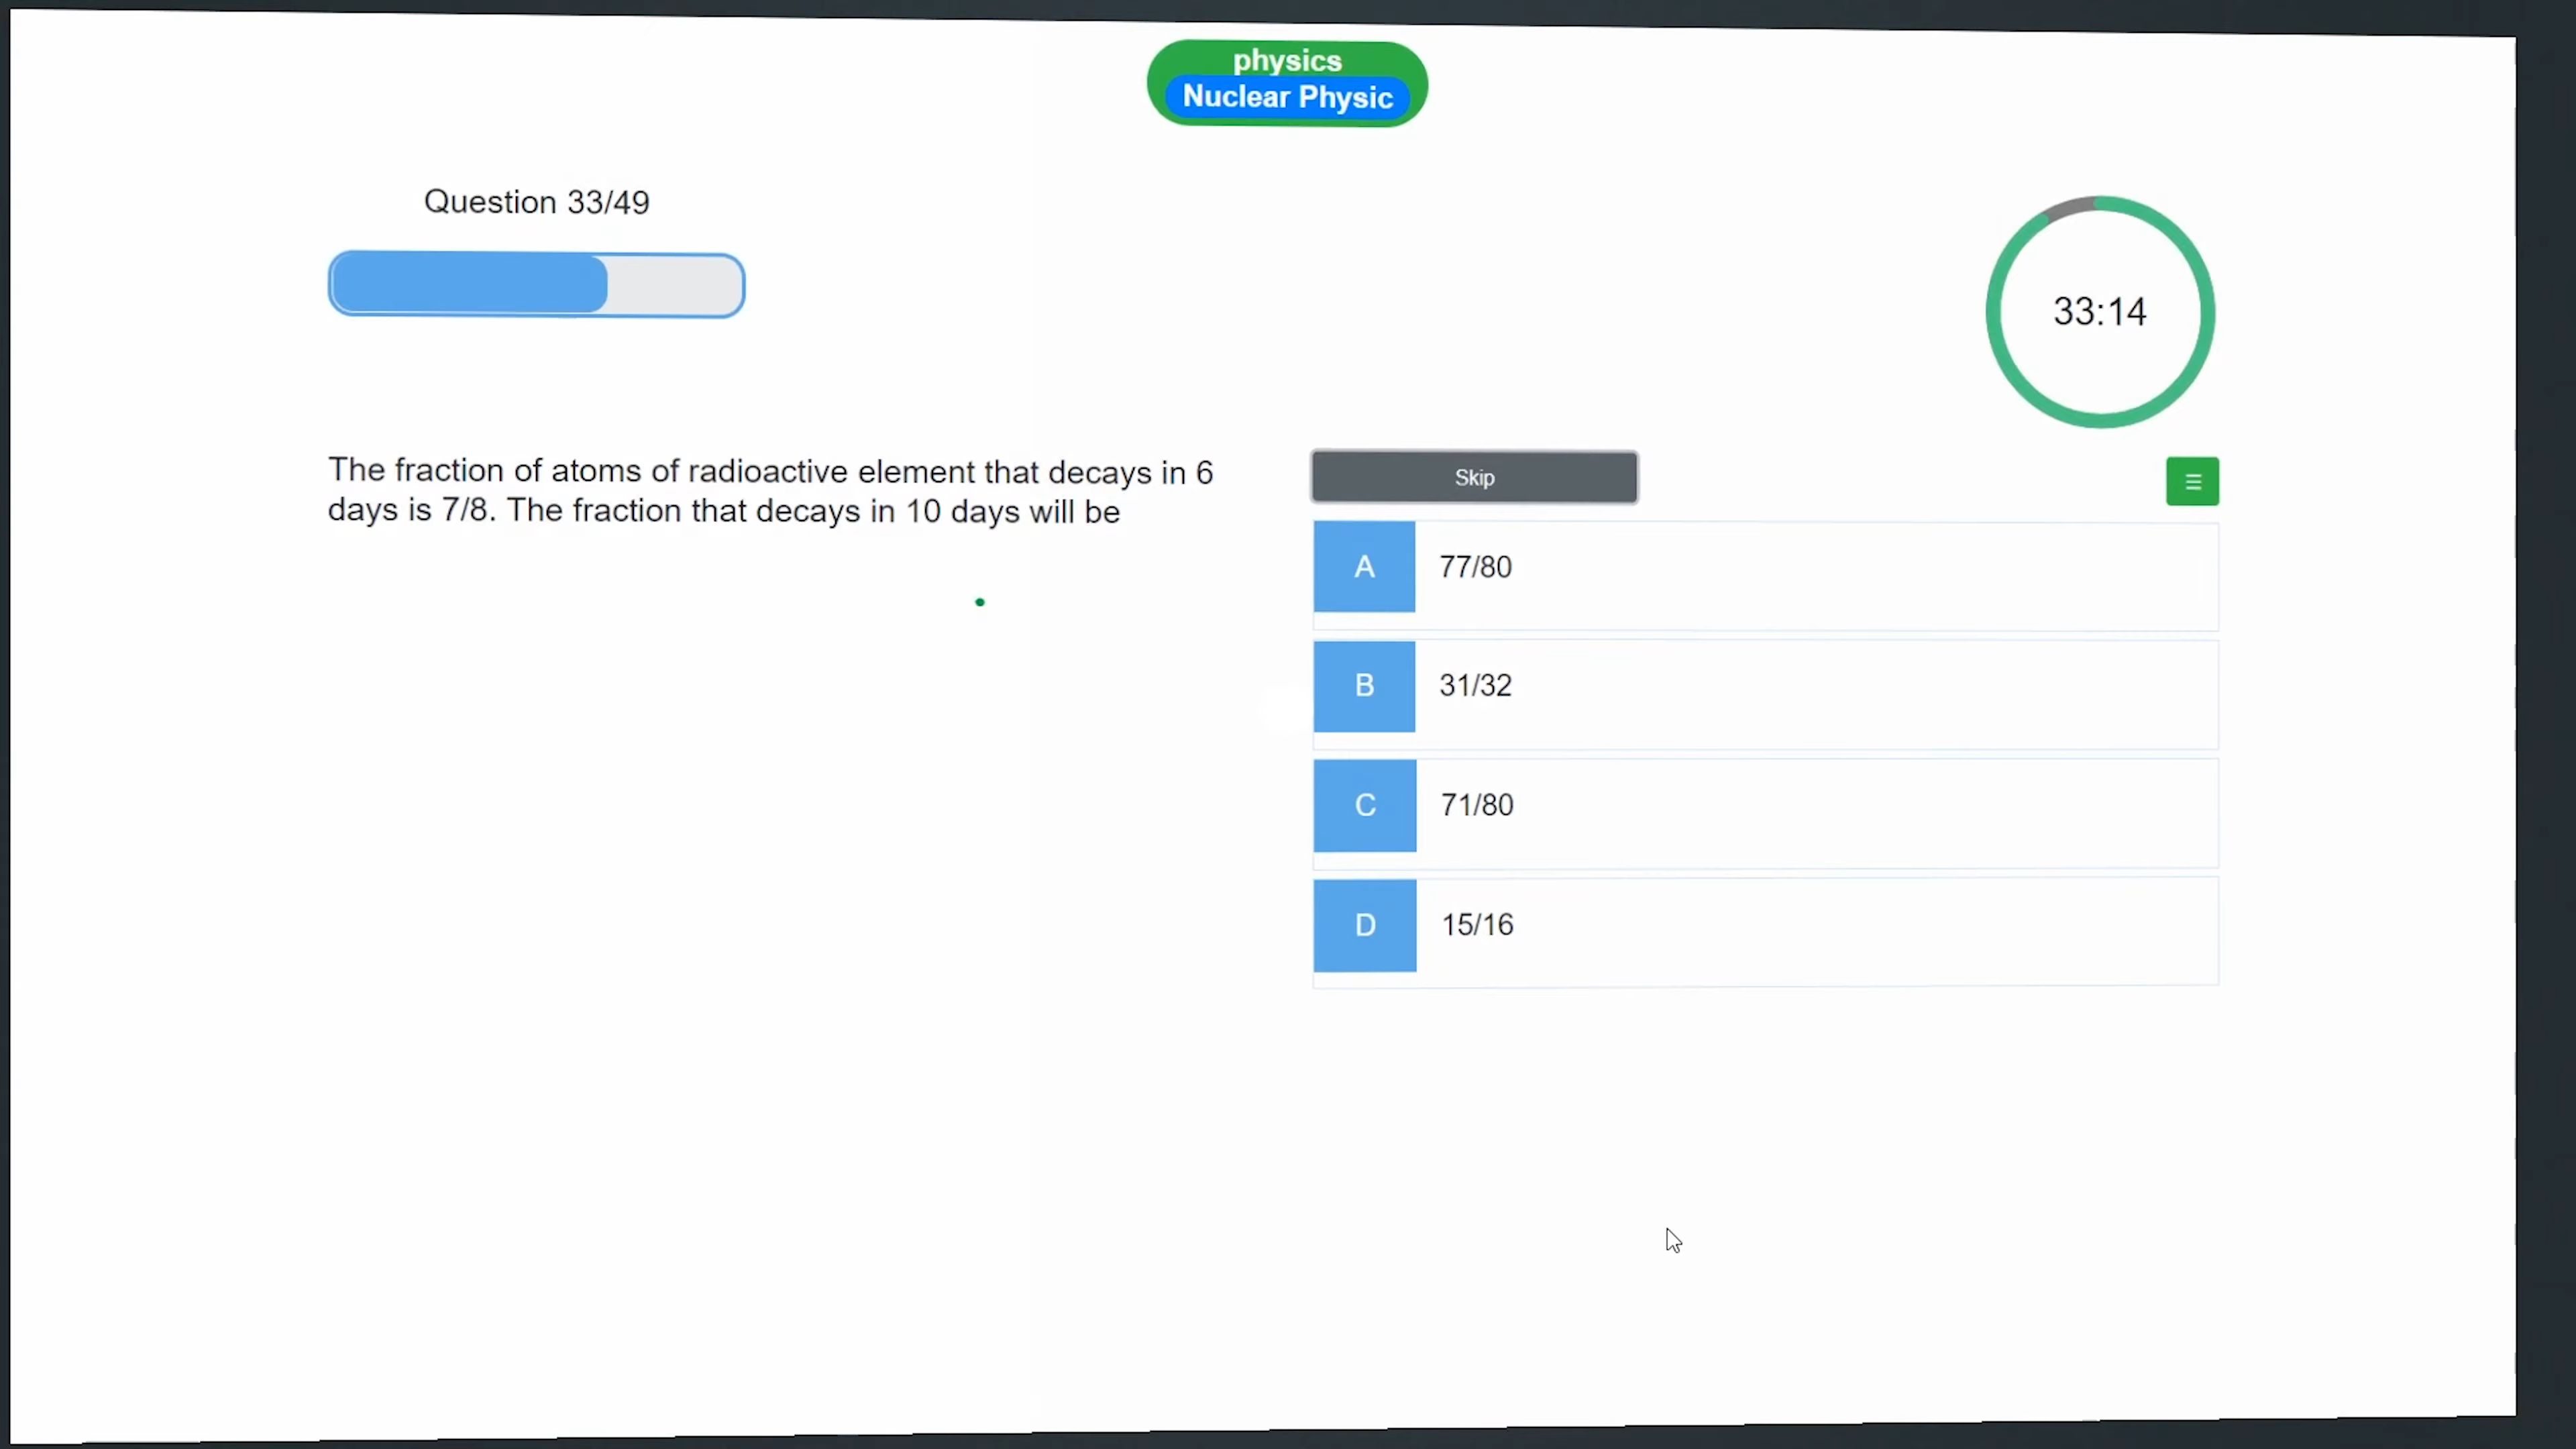 physics
Nuclear Physic
Question 33/49
33:14
The fraction of atoms of radioactive element that decays in 6
days is 7/8. The fraction that decays in 10 days will be
Skip
A 77/80
B 31/32
C 71/80
D 15/16